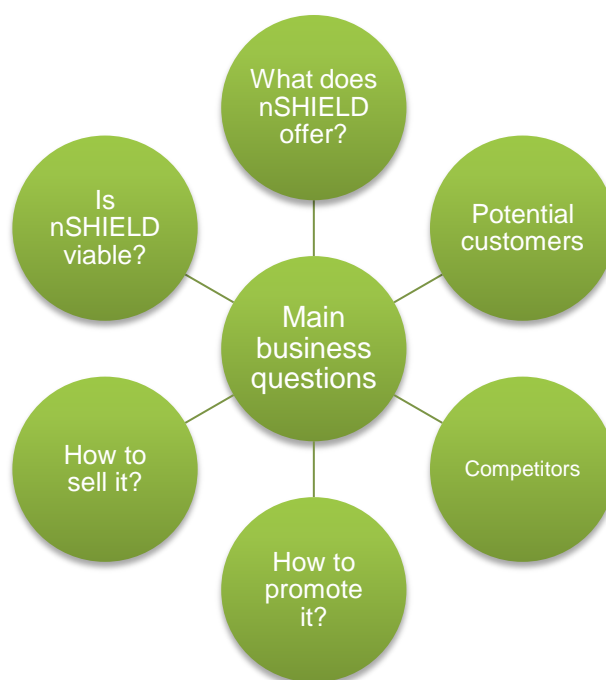 What does
nSHIELD
offer?
Potential
customers
Competitors
How to
promote
it?
How to
sell it?
Is
nSHIELD
viable?
Main
business
questions